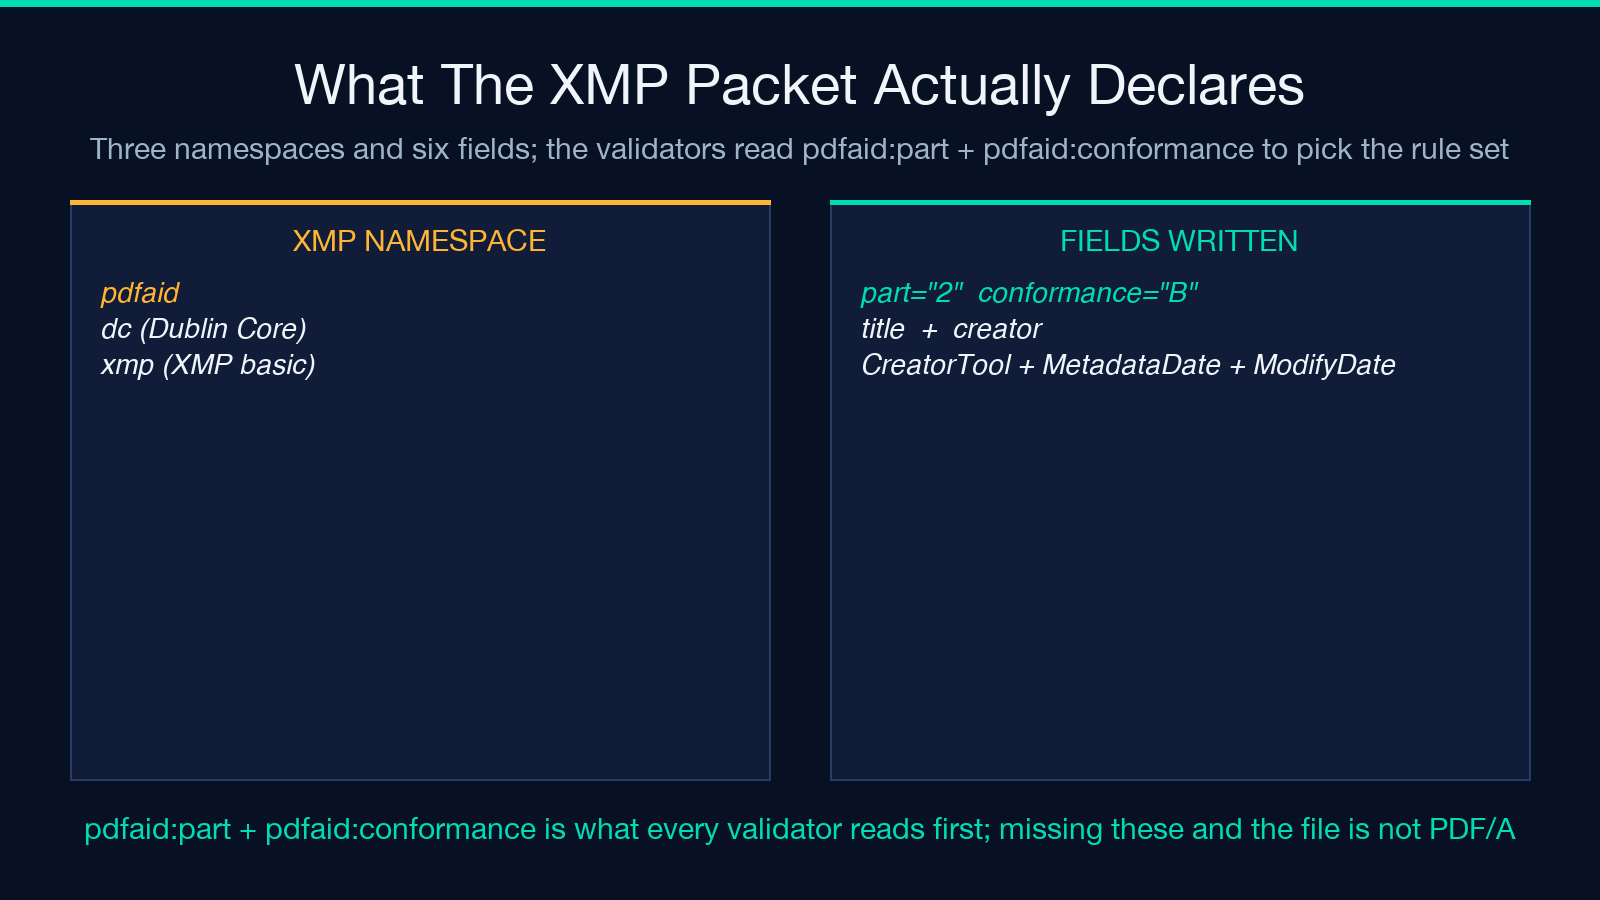 What The XMP Packet Actually Declares
Three namespaces and six fields; the validators read pdfaid:part + pdfaid:conformance to pick the rule set
XMP NAMESPACE
pdfaid
dc (Dublin Core)
xmp (XMP basic)
FIELDS WRITTEN
part="2"  conformance="B"
title  +  creator
CreatorTool + MetadataDate + ModifyDate
pdfaid:part + pdfaid:conformance is what every validator reads first; missing these and the file is not PDF/A